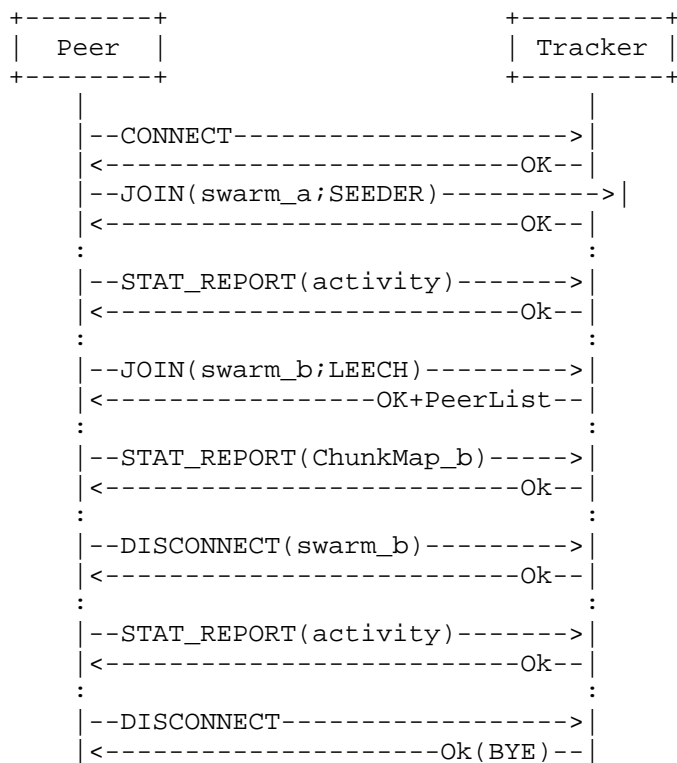 +--------+                      +---------+
|  Peer  |                      | Tracker |
+--------+                      +---------+
    |                                |
    |--CONNECT--------------------->|
    |<--------------------------OK--|
    |--JOIN(swarm_a;SEEDER)---------->|
    |<--------------------------OK--|
    :                                :
    |--STAT_REPORT(activity)------->|
    |<--------------------------Ok--|
    :                                :
    |--JOIN(swarm_b;LEECH)--------->|
    |<-----------------OK+PeerList--|
    :                                :
    |--STAT_REPORT(ChunkMap_b)----->|
    |<--------------------------Ok--|
    :                                :
    |--DISCONNECT(swarm_b)--------->|
    |<--------------------------Ok--|
    :                                :
    |--STAT_REPORT(activity)------->|
    |<--------------------------Ok--|
    :                                :
    |--DISCONNECT------------------>|
    |<---------------------Ok(BYE)--|